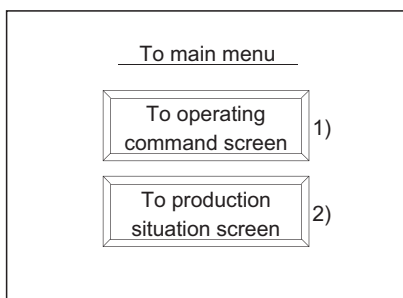 To main menu
To operating
command screen
1)
To production
situation screen
2)